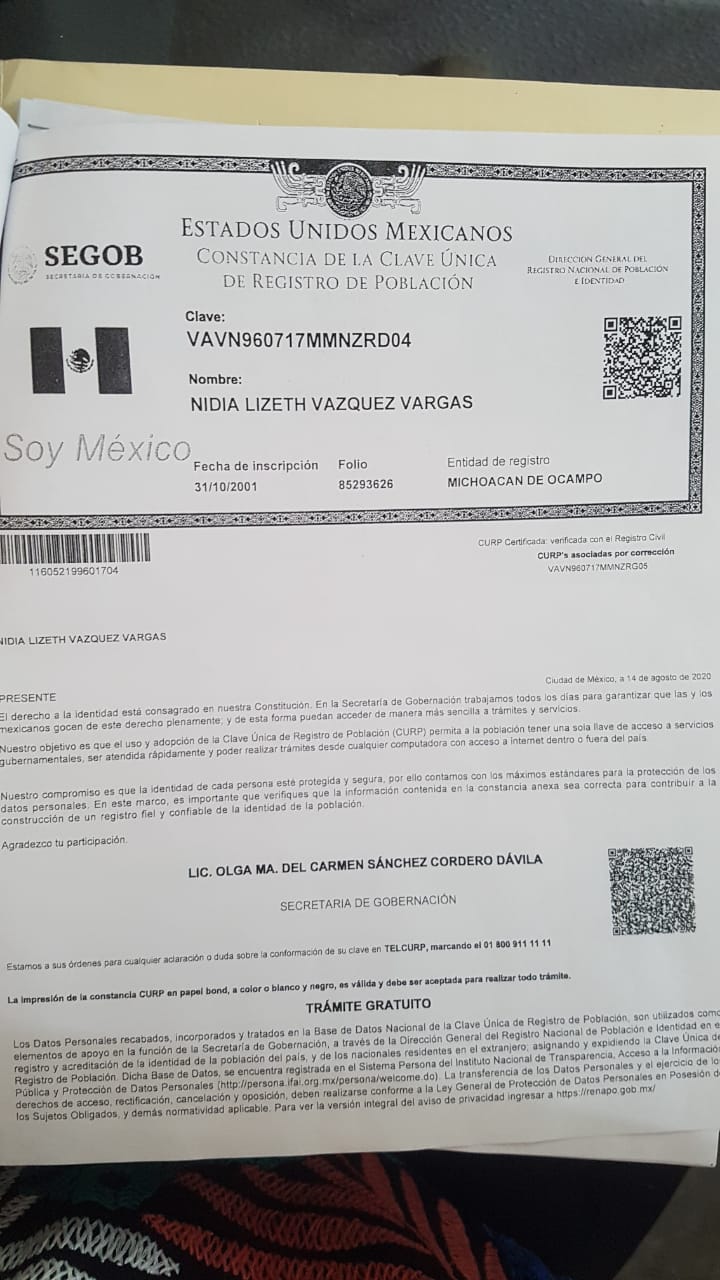 ESTADOS UNIDOS MEXICANOS
CONSTANCIA DE LA CLAVE ÚNICA
DE REGISTRO DE POBLACIÓN
SEGOB
SECRETARÍA DE GOBERNACIÓN
DIRECCIÓN GENERAL DEL
REGISTRO NACIONAL DE POBLACIÓN
E IDENTIDAD
Clave:
VAVN960717MMNZRD04
Nombre:
NIDIA LIZETH VAZQUEZ VARGAS
Soy México
Fecha de inscripción
Folio
Entidad de registro
31/10/2001
85293626
MICHOACAN DE OCAMPO
116052199601704
CURP Certificada: verificada con el Registro Civil
CURP's asociadas por corrección
VAVN960717MMNZRG05
NIDIA LIZETH VAZQUEZ VARGAS
Ciudad de México, a 14 de agosto de 2020
PRESENTE
El derecho a la identidad está consagrado en nuestra Constitución. En la Secretaría de Gobernación trabajamos todos los días para garantizar que las y los
mexicanos gocen de este derecho plenamente; y de esta forma puedan acceder de manera más sencilla a trámites y servicios.
Nuestro objetivo es que el uso y adopción de la Clave Única de Registro de Población (CURP) permita a la población tener una sola llave de acceso a servicios
gubernamentales, ser atendida rápidamente y poder realizar trámites desde cualquier computadora con acceso a internet dentro o fuera del país.
Nuestro compromiso es que la identidad de cada persona esté protegida y segura, por ello contamos con los máximos estándares para la protección de los
datos personales. En este marco, es importante que verifiques que la información contenida en la constancia anexa sea correcta para contribuir a la
construcción de un registro fiel y confiable de la identidad de la población.
Agradezco tu participación.
LIC. OLGA MA. DEL CARMEN SÁNCHEZ CORDERO DÁVILA
SECRETARIA DE GOBERNACIÓN
Estamos a sus órdenes para cualquier aclaración o duda sobre la conformación de su clave en TELCURP, marcando el 01 800 911 11 11
La impresión de la constancia CURP en papel bond, a color o blanco y negro, es válida y debe ser aceptada para realizar todo trámite.
TRÁMITE GRATUITO
Los Datos Personales recabados, incorporados y tratados en la Base de Datos Nacional de la Clave Única de Registro de Población, son utilizados como
elementos de apoyo en la función de la Secretaría de Gobernación, a través de la Dirección General del Registro Nacional de Población e Identidad en e
registro y acreditación de la identidad de la población del país, y de los nacionales residentes en el extranjero; asignando y expidiendo la Clave Única de
Registro de Población. Dicha Base de Datos, se encuentra registrada en el Sistema Persona del Instituto Nacional de Transparencia, Acceso a la Informació
Pública y Protección de Datos Personales (http://persona.ifai.org.mx/persona/welcome.do). La transferencia de los Datos Personales y el ejercicio de lo
derechos de acceso, rectificación, cancelación y oposición, deben realizarse conforme a la Ley General de Protección de Datos Personales en Posesión d
los Sujetos Obligados, y demás normatividad aplicable. Para ver la versión integral del aviso de privacidad ingresar a https://renapo.gob.mx/